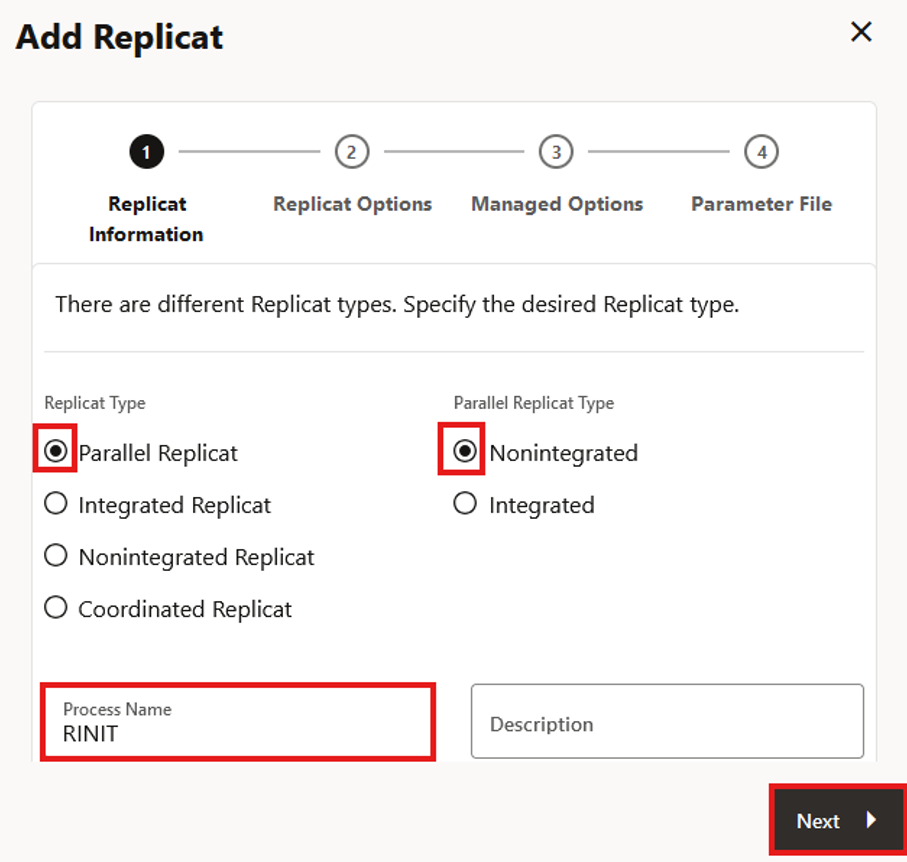 Add Replicat
1
2
3
4
Replicat
Information
Replicat Options
Managed Options
Parameter File
There are different Replicat types. Specify the desired Replicat type.
Replicat Type
Parallel Replicat
Integrated Replicat
Nonintegrated Replicat
Coordinated Replicat
Parallel Replicat Type
Nonintegrated
Integrated
Process Name
RINIT
Description
Next